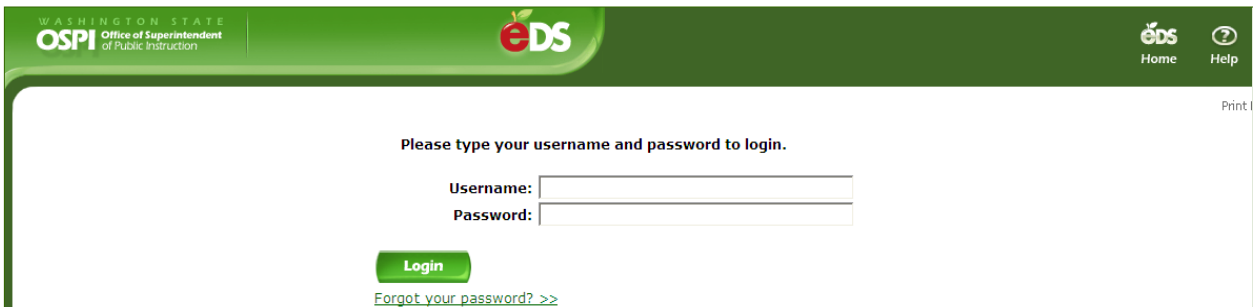 WASHINGTON STATE
OSPI Office of Superintendent
of Public Instruction
eDS
eDS
Home
Help
Print
Please type your username and password to login.
Username:
Password:
Login
Forgot your password? >>